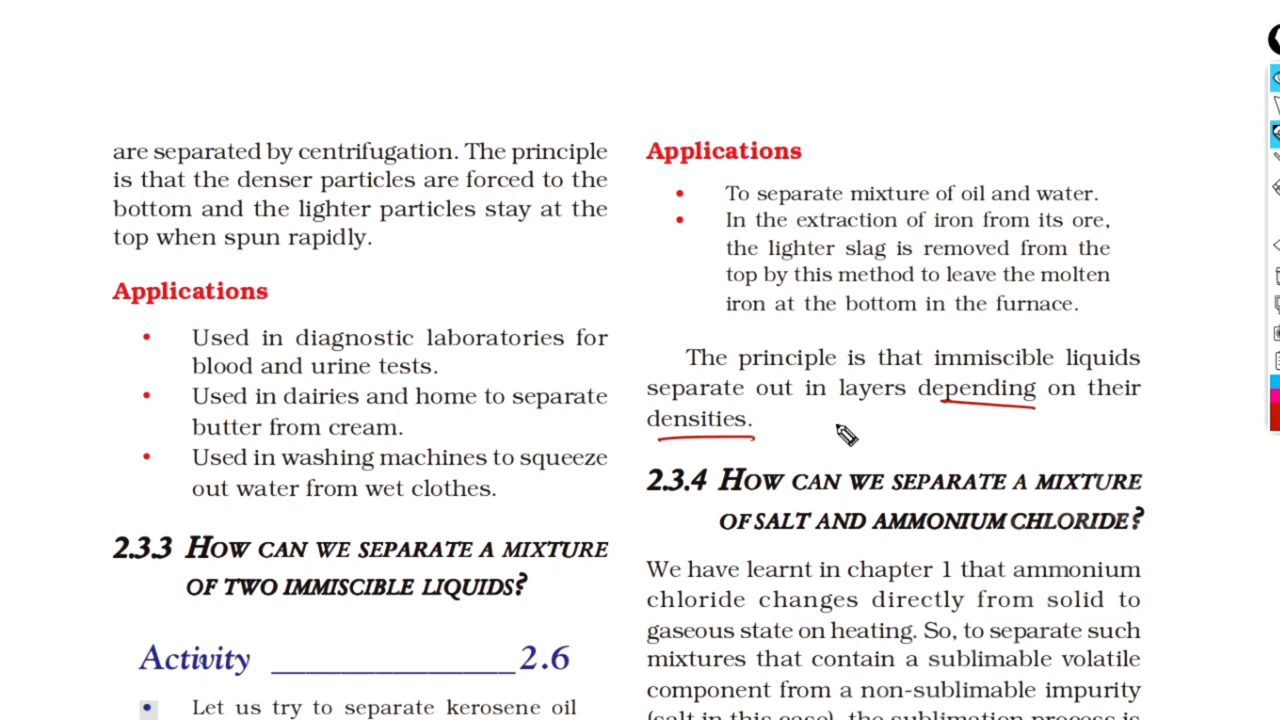 are separated by centrifugation. The principle
is that the denser particles are forced to the
bottom and the lighter particles stay at the
top when spun rapidly.
Applications
• Used in diagnostic laboratories for
blood and urine tests.
• Used in dairies and home to separate
butter from cream.
• Used in washing machines to squeeze
out water from wet clothes.
2.3.3 HOW CAN WE SEPARATE A MIXTURE
OF TWO IMMISCIBLE LIQUIDS?
Activity ______________ 2.6
• Let us try to separate kerosene oil
Applications
• To separate mixture of oil and water.
• In the extraction of iron from its ore,
the lighter slag is removed from the
top by this method to leave the molten
iron at the bottom in the furnace.
The principle is that immiscible liquids
separate out in layers depending on their
densities.
2.3.4 HOW CAN WE SEPARATE A MIXTURE
OF SALT AND AMMONIUM CHLORIDE?
We have learnt in chapter 1 that ammonium
chloride changes directly from solid to
gaseous state on heating. So, to separate such
mixtures that contain a sublimable volatile
component from a non-sublimable impurity
(salt in this case), the sublimation process is